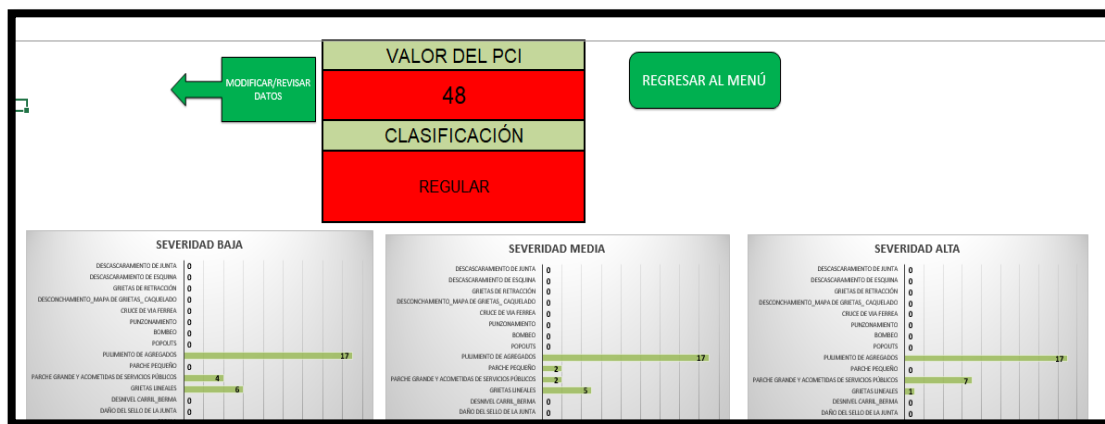 VALOR DEL PCI
48
CLASIFICACIÓN
REGULAR
MODIFICAR/REVISAR
DATOS
REGRESAR AL MENÚ
SEVERIDAD BAJA
DESCASCARAMIENTO DE JUNTA 0
DESCASCARAMIENTO DE ESQUINA 0
GRIETAS DE RETRACCIÓN 0
DESCONCHAMIENTO_MAPA DE GRIETAS_ CAQUELADO 0
CRUCE DE VIA FERREA 0
PUNZONAMIENTO 0
BOMBEO 0
POPOUTS 0
PULIMIENTO DE AGREGADOS 17
PARCHE PEQUEÑO 0
PARCHE GRANDE Y ACOMETIDAS DE SERVICIOS PÚBLICOS 4
GRIETAS LINEALES 6
DESNIVEL CARRIL_BERMA 0
DAÑO DEL SELLO DE LA JUNTA 0
SEVERIDAD MEDIA
DESCASCARAMIENTO DE JUNTA 0
DESCASCARAMIENTO DE ESQUINA 0
GRIETAS DE RETRACCIÓN 0
DESCONCHAMIENTO_MAPA DE GRIETAS_ CAQUELADO 0
CRUCE DE VIA FERREA 0
PUNZONAMIENTO 0
BOMBEO 0
POPOUTS 0
PULIMIENTO DE AGREGADOS 17
PARCHE PEQUEÑO 2
PARCHE GRANDE Y ACOMETIDAS DE SERVICIOS PÚBLICOS 2
GRIETAS LINEALES 5
DESNIVEL CARRIL_BERMA 0
DAÑO DEL SELLO DE LA JUNTA 0
SEVERIDAD ALTA
DESCASCARAMIENTO DE JUNTA 0
DESCASCARAMIENTO DE ESQUINA 0
GRIETAS DE RETRACCIÓN 0
DESCONCHAMIENTO_MAPA DE GRIETAS_ CAQUELADO 0
CRUCE DE VIA FERREA 0
PUNZONAMIENTO 0
BOMBEO 0
POPOUTS 0
PULIMIENTO DE AGREGADOS 17
PARCHE PEQUEÑO 0
PARCHE GRANDE Y ACOMETIDAS DE SERVICIOS PÚBLICOS 7
GRIETAS LINEALES 1
DESNIVEL CARRIL_BERMA 0
DAÑO DEL SELLO DE LA JUNTA 0